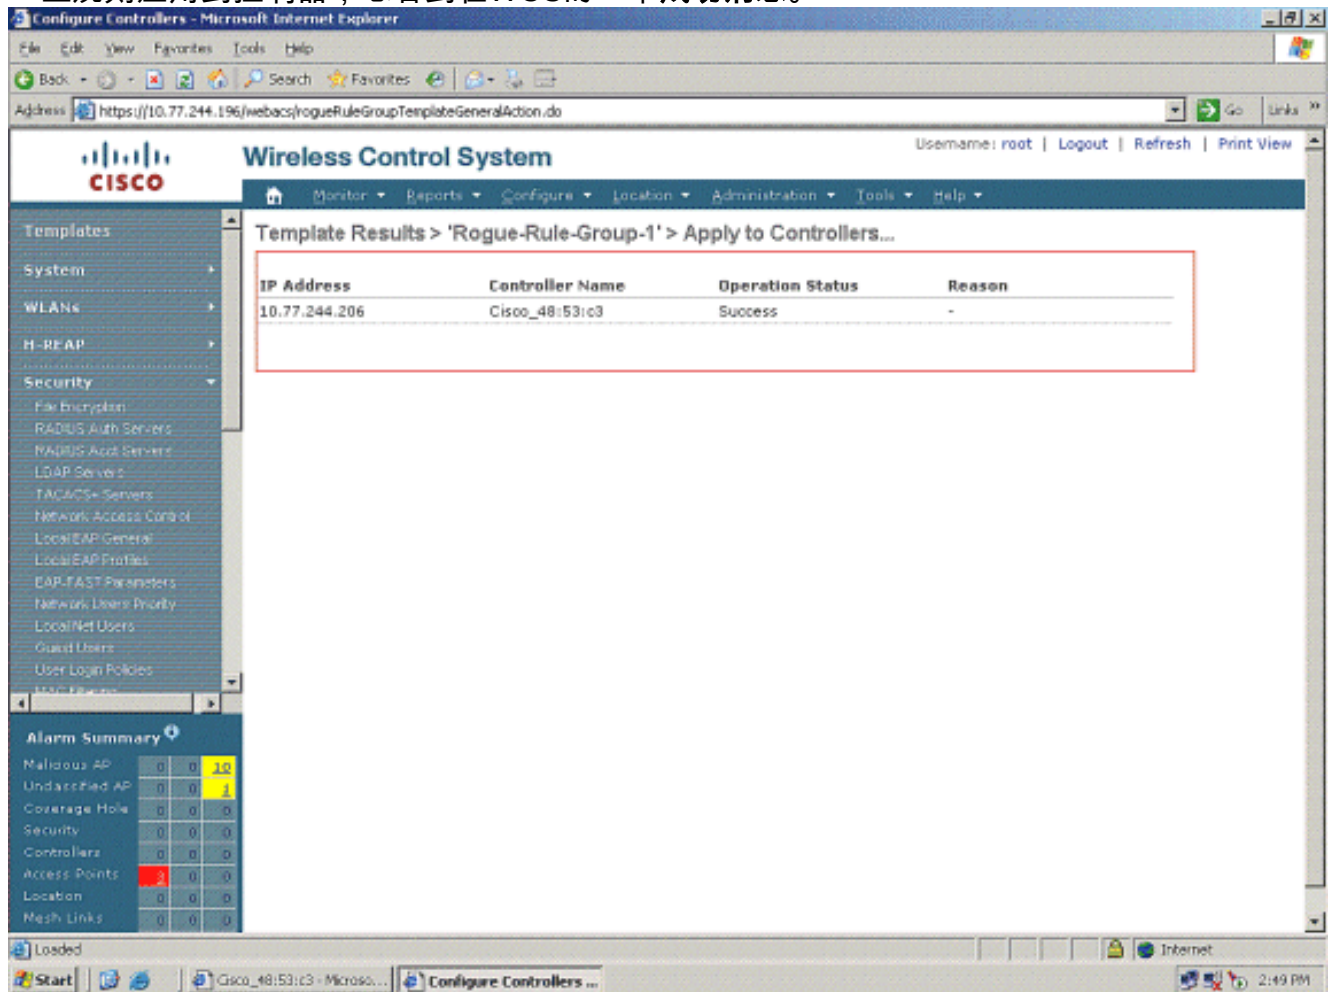 Configure Controllers - Microsoft Internet Explorer
File Edit View Favorites Tools Help
Back Search Favorites
Address https://10.77.244.196/webacs/rogueRuleGroupTemplateGeneralAction.do Go Links »
CISCO
Wireless Control System
Username: root | Logout | Refresh | Print View
Monitor Reports Configure Location Administration Tools Help
Templates
System
WLANs
H-REAP
Security
File Encryption
RADIUS Auth Servers
RADIUS Acct Servers
LDAP Servers
TACACS+ Servers
Network Access Control
Local EAP General
Local EAP Profiles
EAP-FAST Parameters
Network Users Priority
Local Net Users
Guest Users
User Login Policies
Template Results > 'Rogue-Rule-Group-1' > Apply to Controllers...
IP Address Controller Name Operation Status Reason
10.77.244.206 Cisco_48:53:c3 Success -
Alarm Summary
Malicious AP 0 0 10
Unclassified AP 0 0 1
Coverage Hole 0 0 0
Security 0 0 0
Controllers 0 0 0
Access Points 3 0 0
Location 0 0 0
Mesh Links 0 0 0
Loaded
Internet
Start Cisco_48:53:c3 - Microso... Configure Controllers ... 2:49 PM